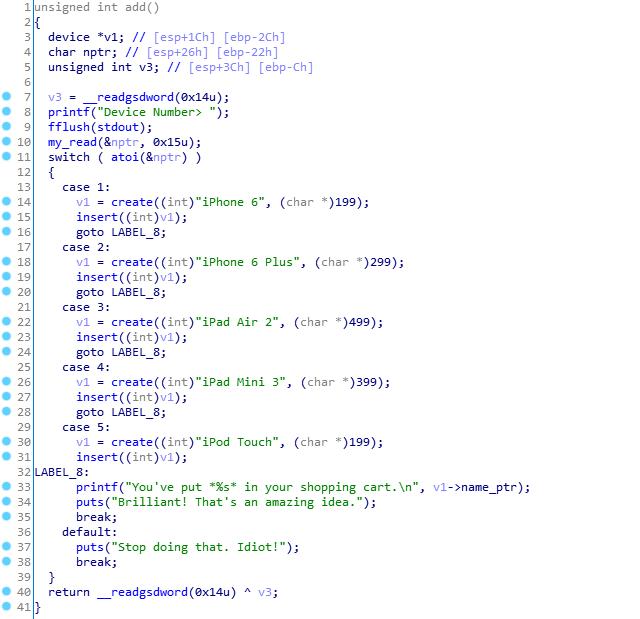 1 unsigned int add()
2 {
3   device *v1; // [esp+1Ch] [ebp-2Ch]
4   char nptr; // [esp+26h] [ebp-22h]
5   unsigned int v3; // [esp+3Ch] [ebp-Ch]
6
7   v3 = __readgsdword(0x14u);
8   printf("Device Number> ");
9   fflush(stdout);
10   my_read(&nptr, 0x15u);
11   switch ( atoi(&nptr) )
12   {
13     case 1:
14       v1 = create((int)"iPhone 6", (char *)199);
15       insert((int)v1);
16       goto LABEL_8;
17     case 2:
18       v1 = create((int)"iPhone 6 Plus", (char *)299);
19       insert((int)v1);
20       goto LABEL_8;
21     case 3:
22       v1 = create((int)"iPad Air 2", (char *)499);
23       insert((int)v1);
24       goto LABEL_8;
25     case 4:
26       v1 = create((int)"iPad Mini 3", (char *)399);
27       insert((int)v1);
28       goto LABEL_8;
29     case 5:
30       v1 = create((int)"iPod Touch", (char *)199);
31       insert((int)v1);
32 LABEL_8:
33       printf("You've put *%s* in your shopping cart.\n", v1->name_ptr);
34       puts("Brilliant! That's an amazing idea.");
35       break;
36     default:
37       puts("Stop doing that. Idiot!");
38       break;
39   }
40   return __readgsdword(0x14u) ^ v3;
41 }